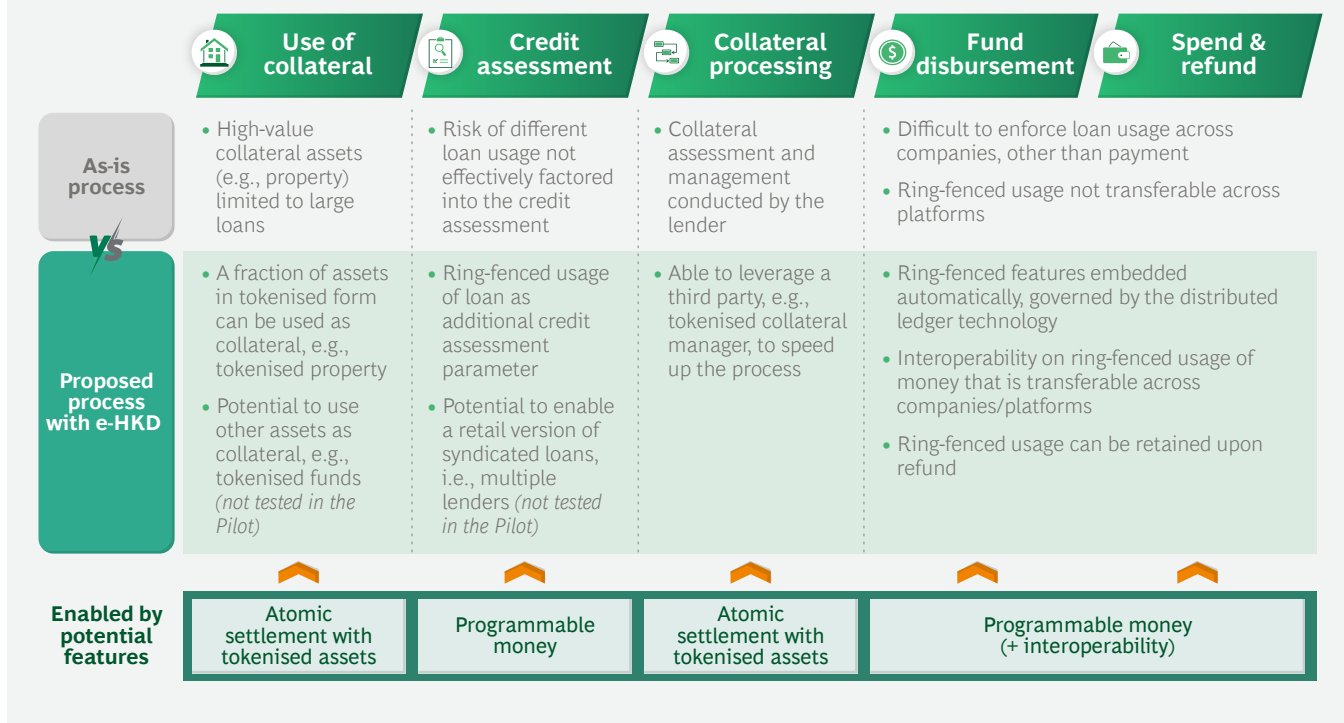 Use of
collateral
Credit
assessment
Collateral
processing
Fund
disbursement
Spend &
refund
As-is
process
• High-value
collateral assets
(e.g., property)
limited to large
loans
• Risk of different
loan usage not
effectively factored
into the credit
assessment
• Collateral
assessment and
management
conducted by the
lender
• Difficult to enforce loan usage across
companies, other than payment
• Ring-fenced usage not transferable across
platforms
VS
Proposed
process
with e-HKD
• A fraction of assets
in tokenised form
can be used as
collateral, e.g.,
tokenised property
• Potential to use
other assets as
collateral, e.g.,
tokenised funds
(not tested in the
Pilot)
• Ring-fenced usage
of loan as
additional credit
assessment
parameter
• Potential to enable
a retail version of
syndicated loans,
i.e., multiple
lenders (not tested
in the Pilot)
• Able to leverage a
third party, e.g.,
tokenised collateral
manager, to speed
up the process
• Ring-fenced features embedded
automatically, governed by the distributed
ledger technology
• Interoperability on ring-fenced usage of
money that is transferable across
companies/platforms
• Ring-fenced usage can be retained upon
refund
Enabled by
potential
features
Atomic
settlement with
tokenised assets
Programmable
money
Atomic
settlement with
tokenised assets
Programmable money
(+ interoperability)